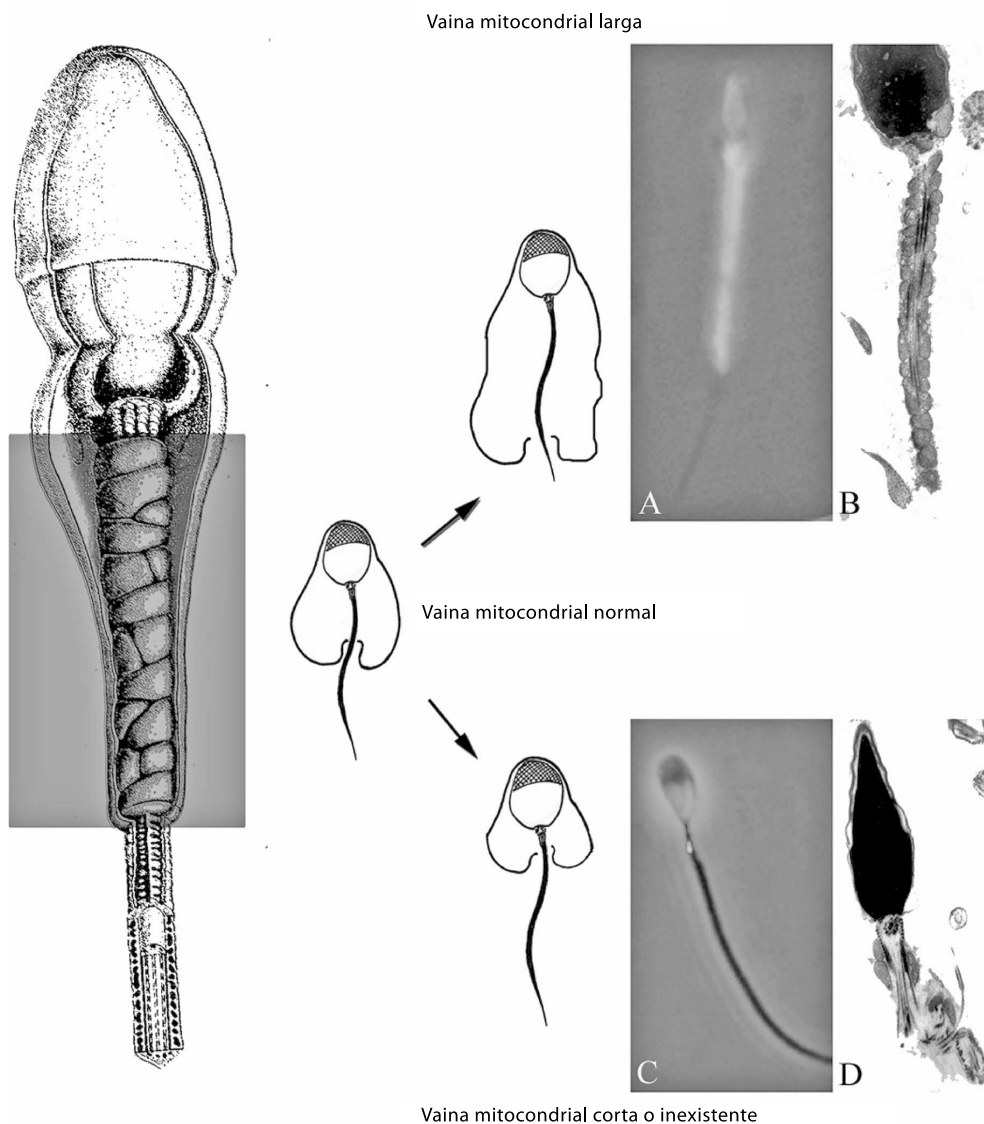 Vaina mitocondrial larga
A
B
Vaina mitocondrial normal
C
D
Vaina mitocondrial corta o inexistente